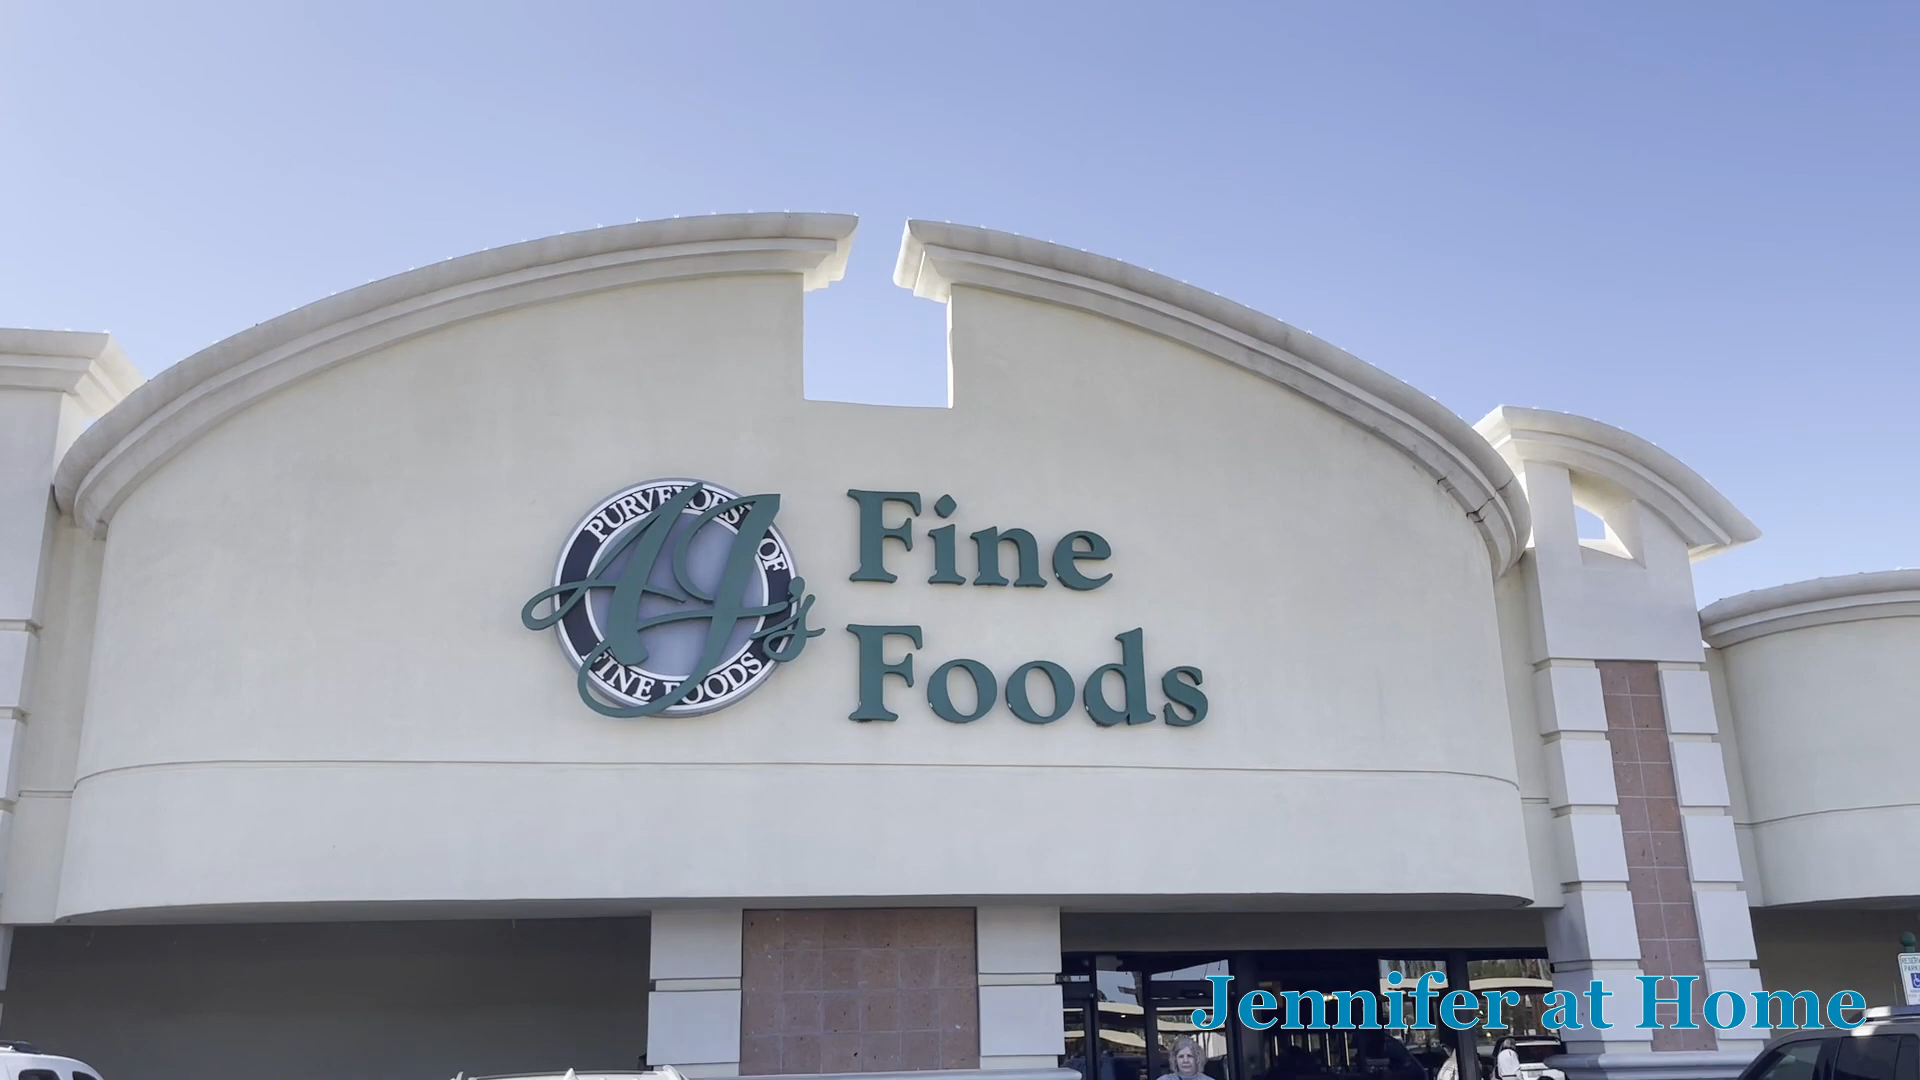 PURVEYORS OF
AJ's
FINE FOODS
Fine
Foods
Jennifer at Home